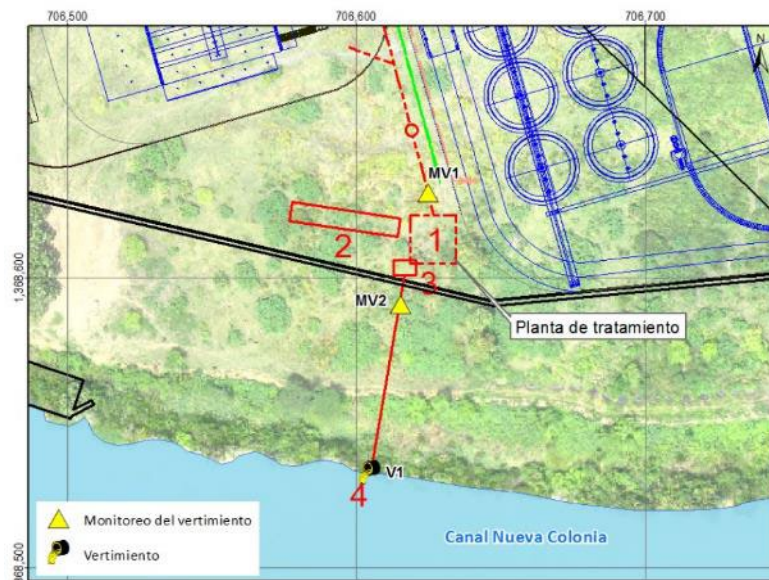 706,500
706,600
706,700
N
MV1
2
1
1,368,600
3
MV2
Planta de tratamiento
V1
4
Monitoreo del vertimiento
Vertimiento
Canal Nueva Colonia
368,500